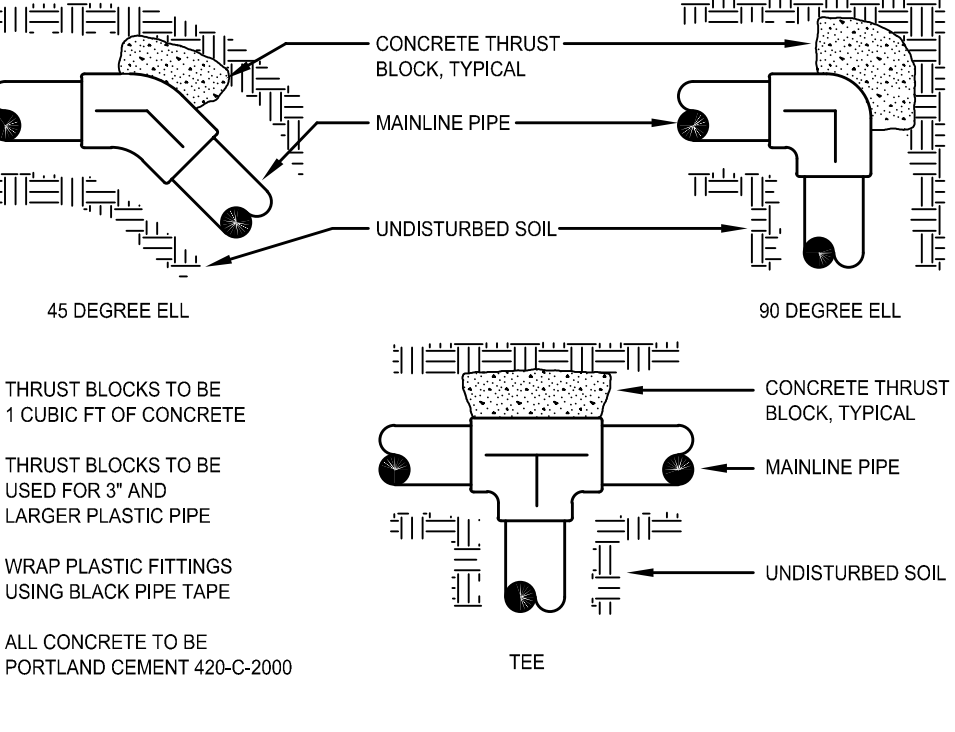 CONCRETE THRUST
BLOCK, TYPICAL
MAINLINE PIPE
UNDISTURBED SOIL
45 DEGREE ELL
90 DEGREE ELL
THRUST BLOCKS TO BE
1 CUBIC FT OF CONCRETE
THRUST BLOCKS TO BE
USED FOR 3" AND
LARGER PLASTIC PIPE
WRAP PLASTIC FITTINGS
USING BLACK PIPE TAPE
ALL CONCRETE TO BE
PORTLAND CEMENT 420-C-2000
CONCRETE THRUST
BLOCK, TYPICAL
MAINLINE PIPE
UNDISTURBED SOIL
TEE